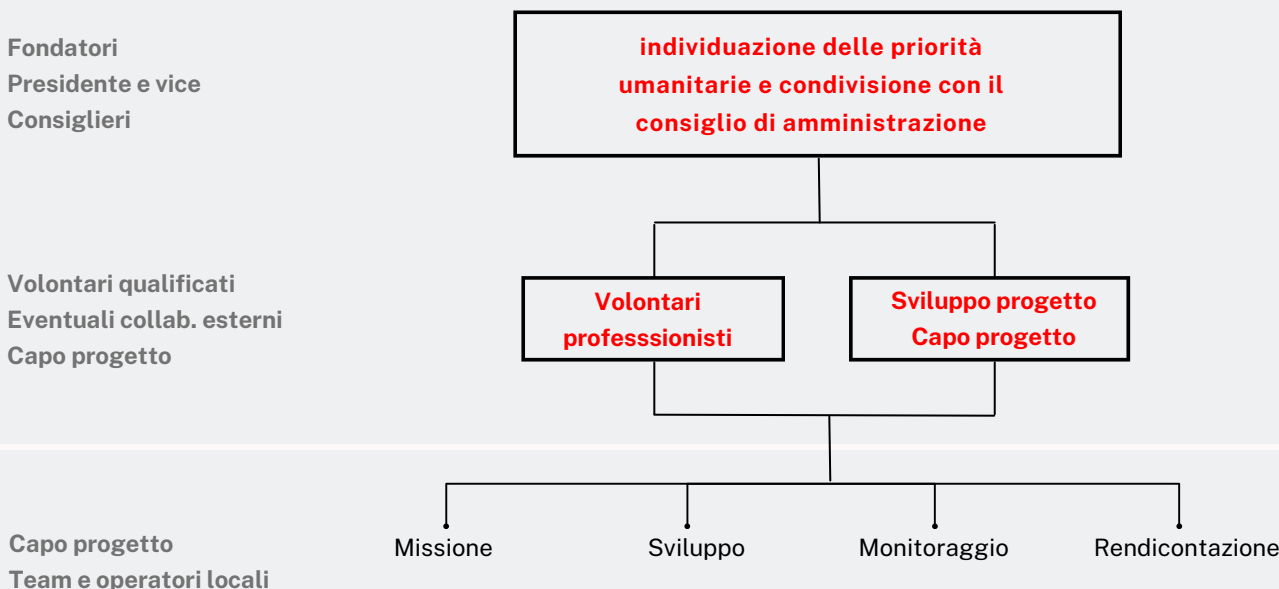 Fondatori
Presidente e vice
Consiglieri
individuazione delle priorità
umanitarie e condivisione con il
consiglio di amministrazione
Volontari qualificati
Eventuali collab. esterni
Capo progetto
Volontari
professsionisti
Sviluppo progetto
Capo progetto
Capo progetto
Team e operatori locali
Missione
Sviluppo
Monitoraggio
Rendicontazione